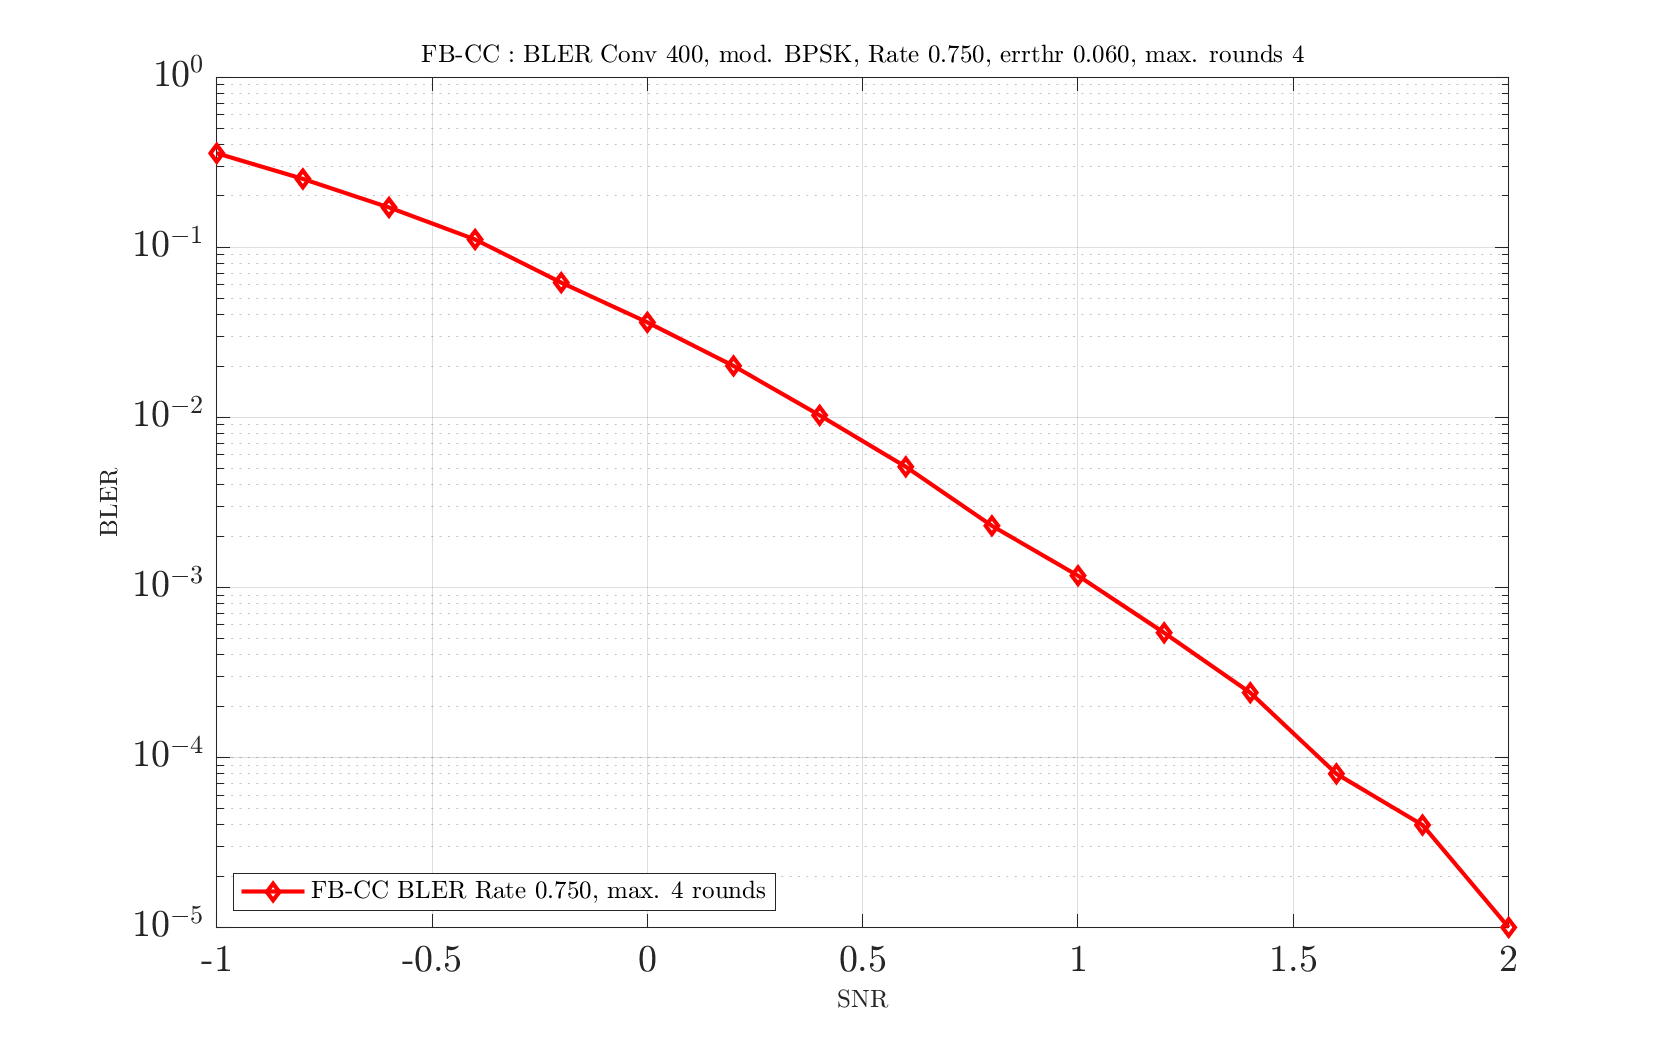 FB-CC : BLER Conv 400, mod. BPSK, Rate 0.750, errthr 0.060, max. rounds 4
10^0
10^-1
10^-2
10^-3
10^-4
10^-5
BLER
FB-CC BLER Rate 0.750, max. 4 rounds
-1 -0.5 0 0.5 1 1.5 2
SNR